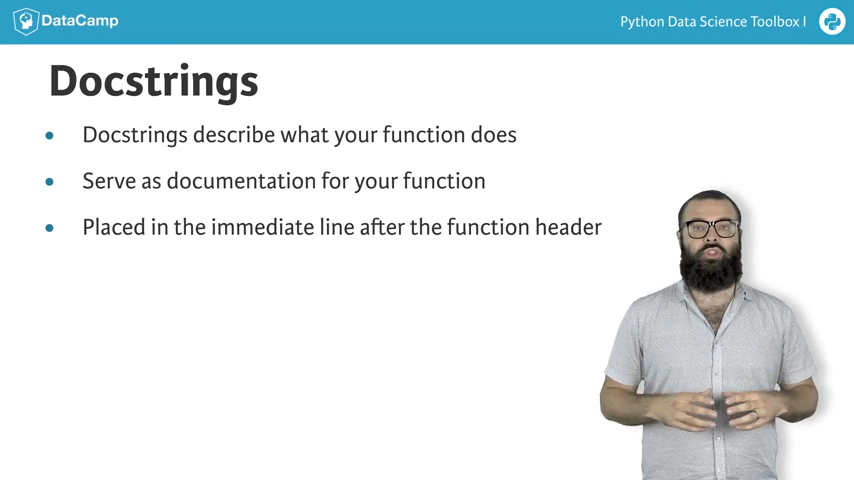 DataCamp
Python Data Science Toolbox I
Docstrings
• Docstrings describe what your function does
• Serve as documentation for your function
• Placed in the immediate line after the function header